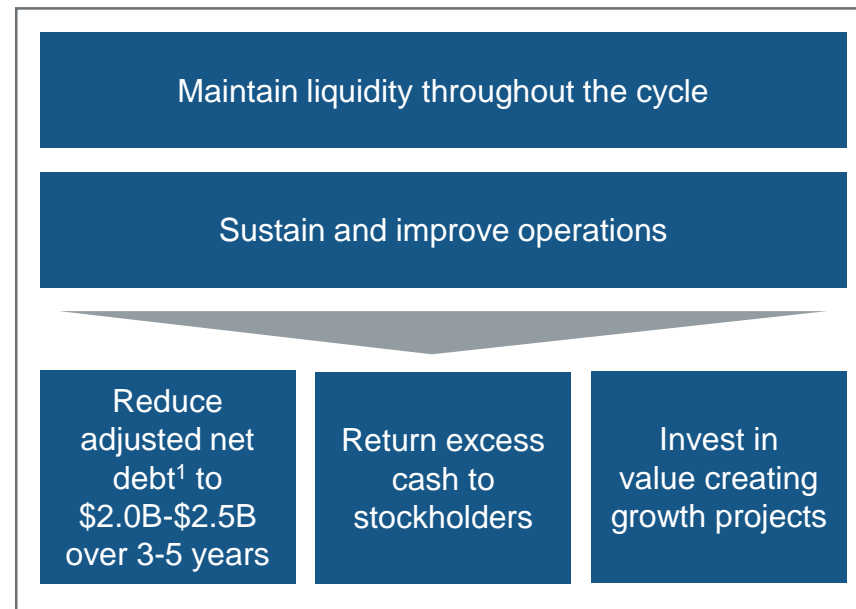 Maintain liquidity throughout the cycle
Sustain and improve operations
Reduce
adjusted net
debt¹ to
$2.0B-$2.5B
over 3-5 years
Return excess
cash to
stockholders
Invest in
value creating
growth projects